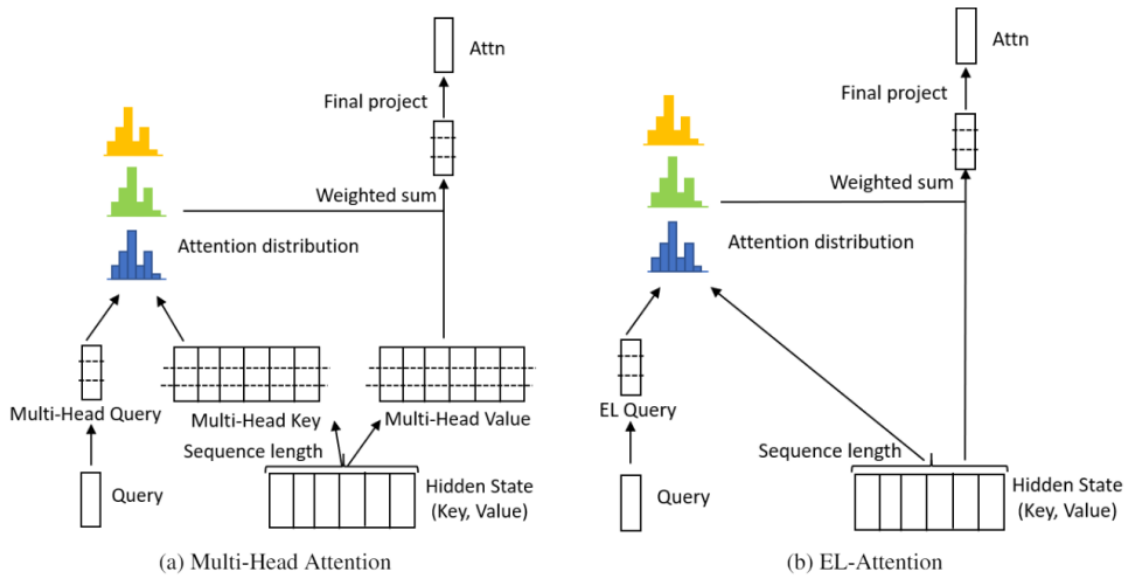 Attn
Final project
Weighted sum
Attention distribution
Multi-Head Query
Multi-Head Key
Multi-Head Value
Sequence length
Query
Hidden State
(Key, Value)
(a) Multi-Head Attention
Attn
Final project
Weighted sum
Attention distribution
EL Query
Sequence length
Query
Hidden State
(Key, Value)
(b) EL-Attention